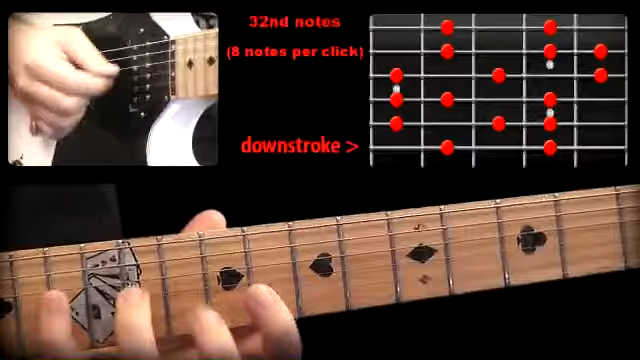 32nd notes
(8 notes per click)
downstroke >